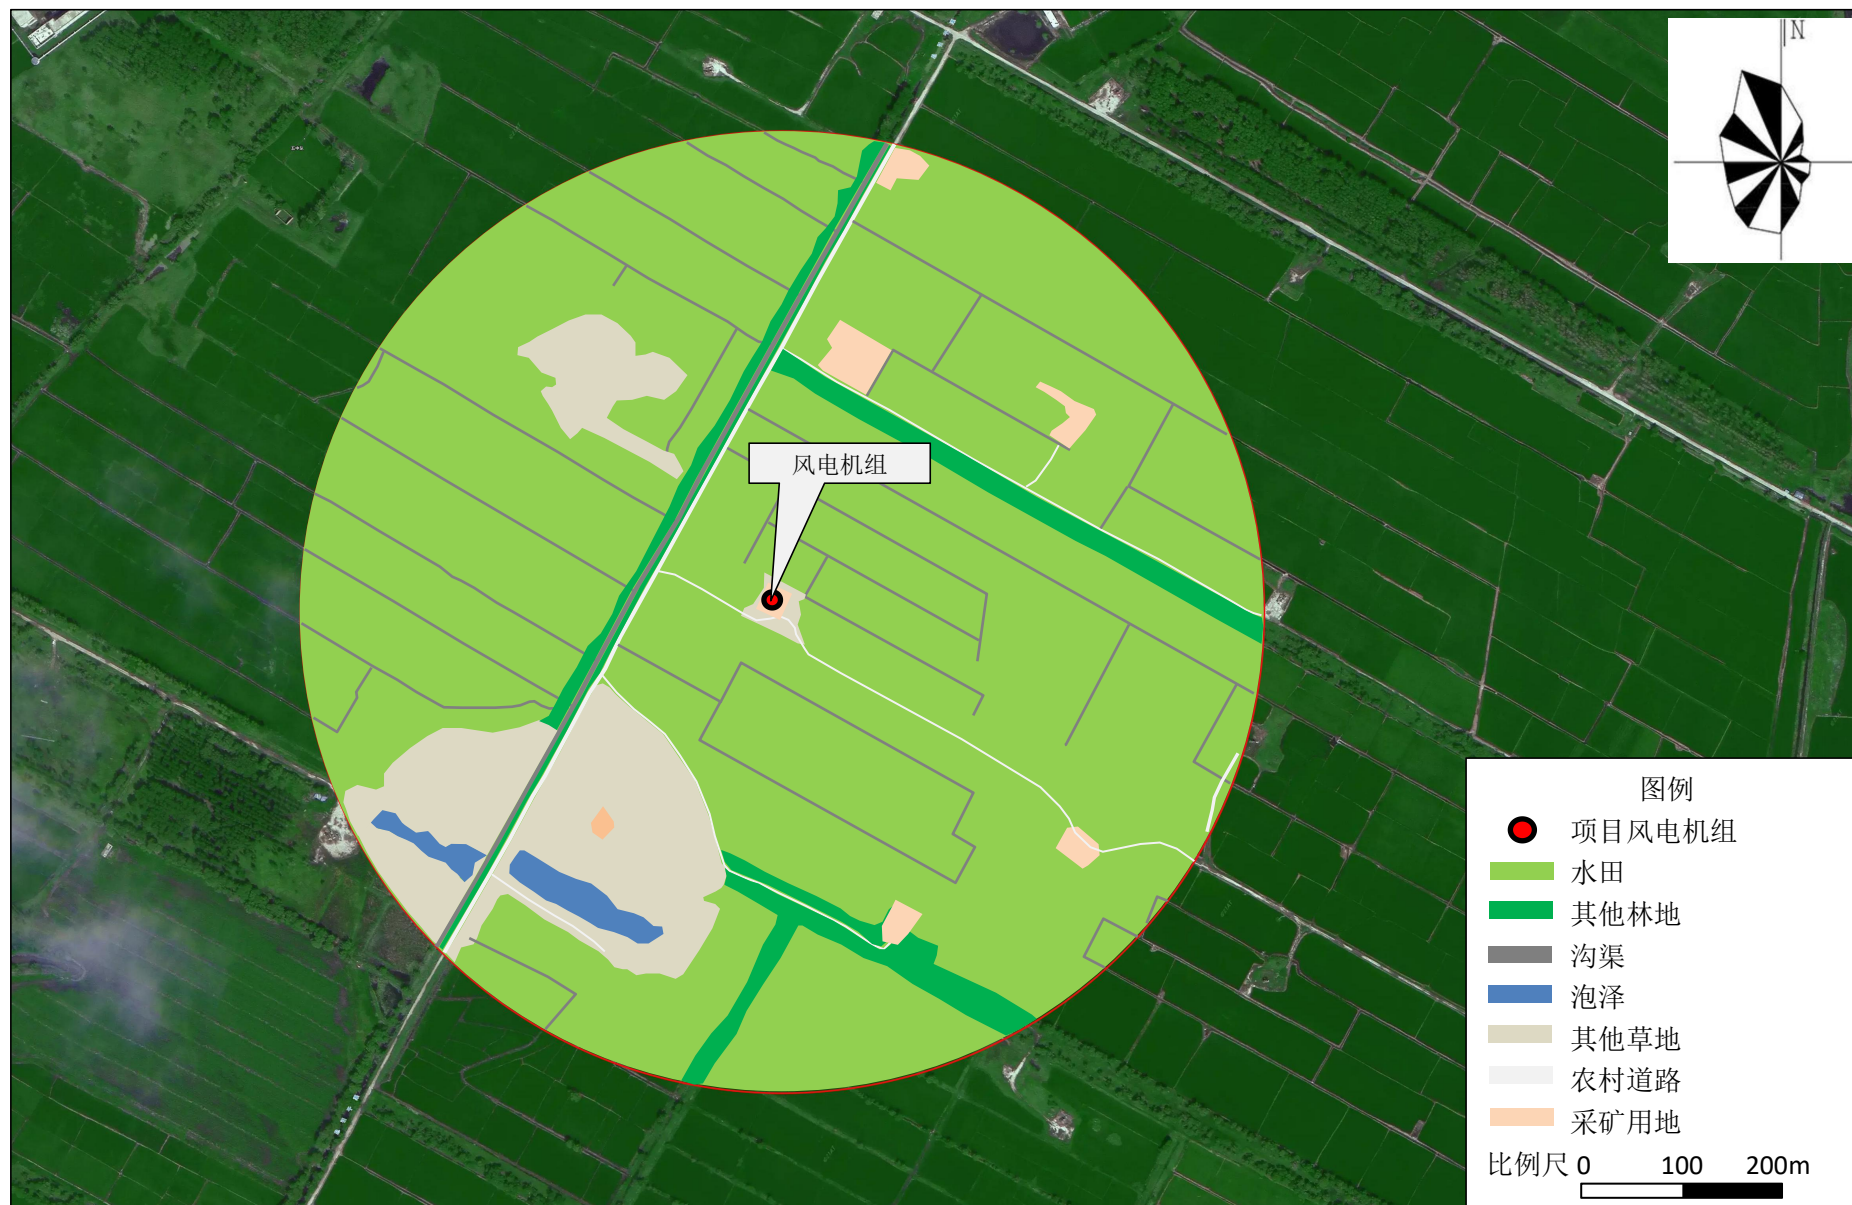 N
风电机组
图例
项目风电机组
水田
其他林地
沟渠
泡泽
其他草地
农村道路
采矿用地
比例尺 0 100 200m